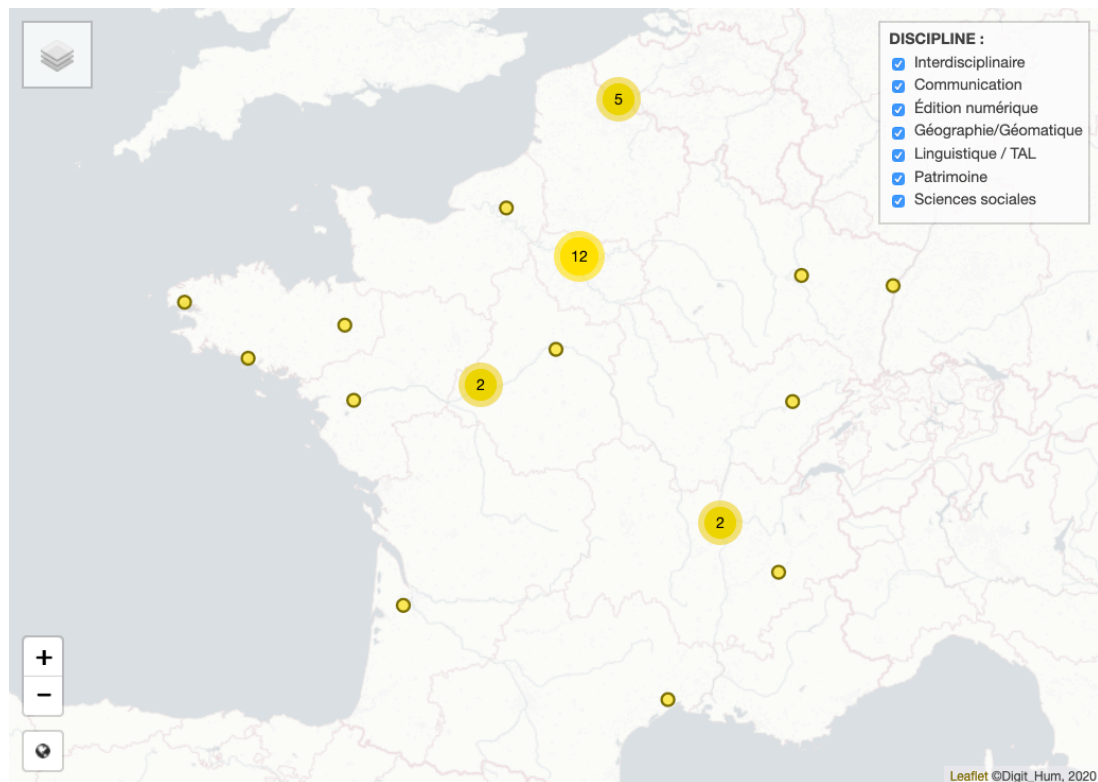 DISCIPLINE :
Interdisciplinaire
Communication
Édition numérique
Géographie/Géomatique
Linguistique / TAL
Patrimoine
Sciences sociales
5
12
2
2
+
−
Leaflet ©Digit_Hum, 2020